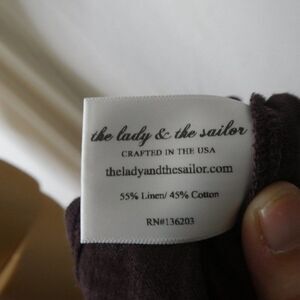 the lady & the sailor
CRAFTED IN THE USA
theladyandthesailor.com
55% Linen/ 45% Cotton
RN#136203